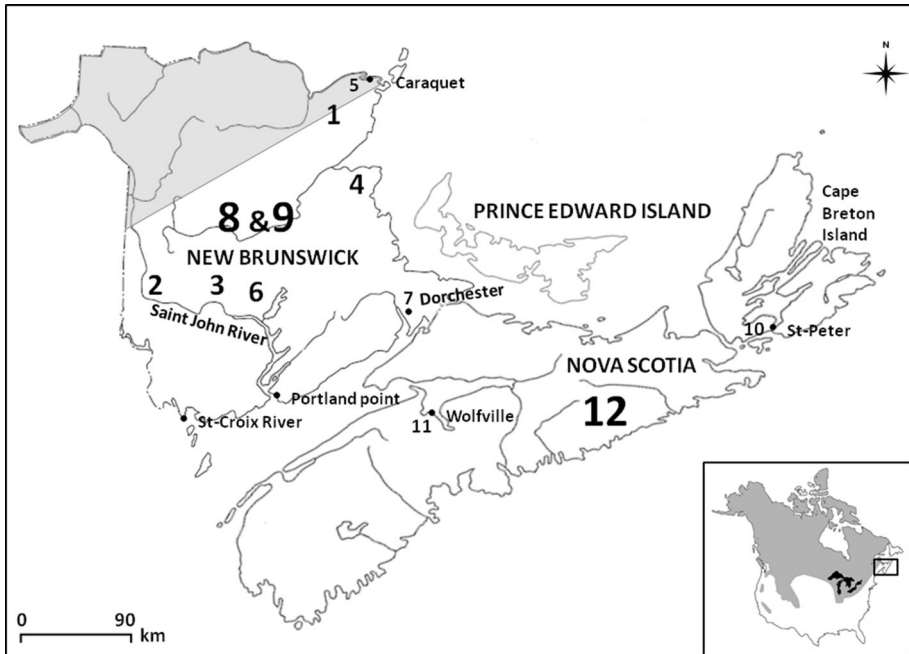 N
5
Caraquet
1
4
8 & 9
PRINCE EDWARD ISLAND
Cape
Breton
Island
NEW BRUNSWICK
2
3
6
7
Dorchester
Saint John River
10
St-Peter
NOVA SCOTIA
Portland point
12
St-Croix River
11
Wolfville
0
90
km